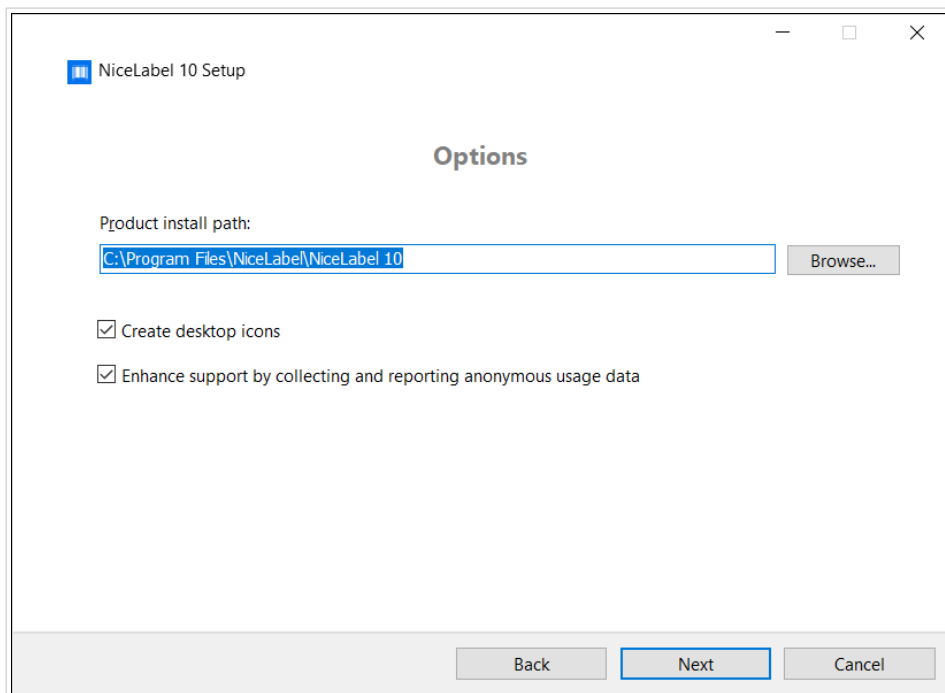 NiceLabel 10 Setup
Options
Product install path:
C:\Program Files\NiceLabel\NiceLabel 10
Browse...
Create desktop icons
Enhance support by collecting and reporting anonymous usage data
Back Next Cancel